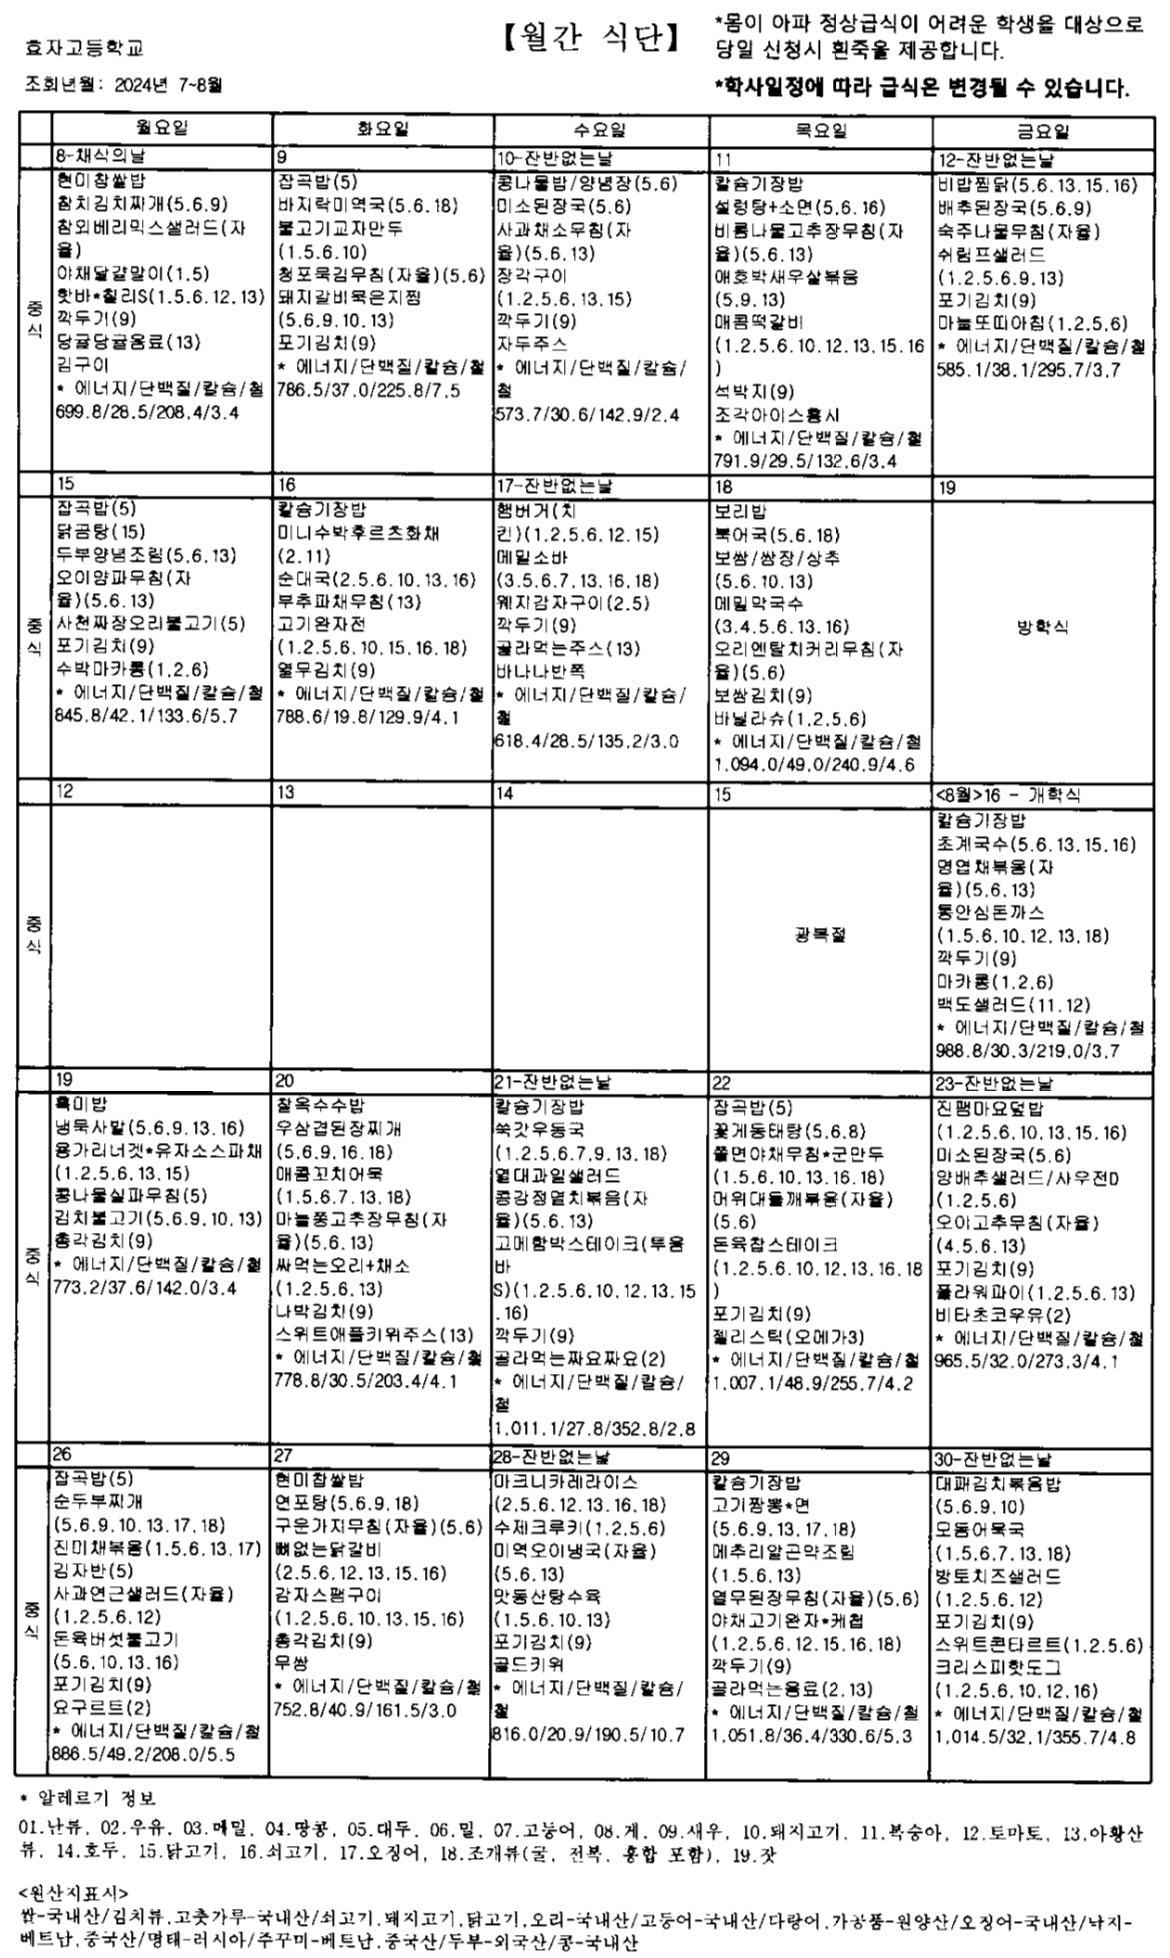 효자고등학교
【월간 식단】
*몸이 아파 정상급식이 어려운 학생을 대상으로
당일 신청시 흰죽을 제공합니다.
조회년월: 2024년 7~8월
*학사일정에 따라 급식은 변경될 수 있습니다.
월요일
화요일
수요일
목요일
금요일
중식
8-채식의날
현미찹쌀밥
참치김치찌개(5.6.9)
참외베리믹스샐러드(자
율)
야채달걀말이(1.5)
핫바*칠리S(1.5.6.12.13)
깍두기(9)
당귤당귤음료(13)
김구이
* 에너지/단백질/칼슘/철
699.8/28.5/208.4/3.4
9
잡곡밥(5)
바지락미역국(5.6.18)
불고기교자만두
(1.5.6.10)
청포묵김무침(자율)(5.6)
돼지갈비묵은지찜
(5.6.9.10.13)
포기김치(9)
* 에너지/단백질/칼슘/철
786.5/37.0/225.8/7.5
10-잔반없는날
콩나물밥/양념장(5.6)
미소된장국(5.6)
사과채소무침(자
율)(5.6.13)
장각구이
(1.2.5.6.13.15)
깍두기(9)
자두주스
* 에너지/단백질/칼슘/
철
573.7/30.6/142.9/2.4
11
칼슘기장밥
설렁탕+소면(5.6.16)
비름나물고추장무침(자
율)(5.6.13)
애호박새우살볶음
(5.9.13)
매콤떡갈비
(1.2.5.6.10.12.13.15.16
)
석박지(9)
조각아이스홍시
* 에너지/단백질/칼슘/철
791.9/29.5/132.6/3.4
12-잔반없는날
비밥찜닭(5.6.13.15.16)
배추된장국(5.6.9)
숙주나물무침(자율)
쉬림프샐러드
(1.2.5.6.9.13)
포기김치(9)
마늘또띠아칩(1.2.5.6)
* 에너지/단백질/칼슘/철
585.1/38.1/295.7/3.7
중식
15
잡곡밥(5)
닭곰탕(15)
두부양념조림(5.6.13)
오이양파무침(자
율)(5.6.13)
사천짜장오리불고기(5)
포기김치(9)
수박마카롱(1.2.6)
* 에너지/단백질/칼슘/철
845.8/42.1/133.6/5.7
16
칼슘기장밥
미니수박후르츠화채
(2.11)
순대국(2.5.6.10.13.16)
부추파채무침(13)
고기완자전
(1.2.5.6.10.15.16.18)
열무김치(9)
* 에너지/단백질/칼슘/철
788.6/19.8/129.9/4.1
17-잔반없는날
햄버거(치
킨)(1.2.5.6.12.15)
메밀소바
(3.5.6.7.13.16.18)
웨지감자구이(2.5)
깍두기(9)
골라먹는주스(13)
바나나반쪽
* 에너지/단백질/칼슘/
철
618.4/28.5/135.2/3.0
18
보리밥
북어국(5.6.18)
보쌈/쌈장/상추
(5.6.10.13)
메밀막국수
(3.4.5.6.13.16)
오리엔탈치커리무침(자
율)(5.6)
보쌈김치(9)
바닐라슈(1.2.5.6)
* 에너지/단백질/칼슘/철
1,094.0/49.0/240.9/4.6
19
방학식
중식
12
13
14
15
광복절
<8월>16 - 개학식
칼슘기장밥
초계국수(5.6.13.15.16)
명엽채볶음(자
율)(5.6.13)
통안심돈까스
(1.5.6.10.12.13.18)
깍두기(9)
마카롱(1.2.6)
백도샐러드(11.12)
* 에너지/단백질/칼슘/철
988.8/30.3/219.0/3.7
중식
19
흑미밥
냉묵사발(5.6.9.13.16)
용가리너겟*유자소스파채
(1.2.5.6.13.15)
콩나물실파무침(5)
김치불고기(5.6.9.10.13)
총각김치(9)
* 에너지/단백질/칼슘/철
773.2/37.6/142.0/3.4
20
찰옥수수밥
우삼겹된장찌개
(5.6.9.16.18)
매콤꼬치어묵
(1.5.6.7.13.18)
마늘쫑고추장무침(자
율)(5.6.13)
싸먹는오리+채소
(1.2.5.6.13)
나박김치(9)
스위트애플키위주스(13)
* 에너지/단백질/칼슘/철
778.8/30.5/203.4/4.1
21-잔반없는날
칼슘기장밥
쑥갓우동국
(1.2.5.6.7.9.13.18)
열대과일샐러드
콩강정멸치볶음(자
율)(5.6.13)
고메함박스테이크(투움
바
S)(1.2.5.6.10.12.13.15
.16)
깍두기(9)
골라먹는짜요짜요(2)
* 에너지/단백질/칼슘/
철
1,011.1/27.8/352.8/2.8
22
잡곡밥(5)
꽃게동태탕(5.6.8)
쫄면야채무침*군만두
(1.5.6.10.13.16.18)
머위대들깨볶음(자율)
(5.6)
돈육찹스테이크
(1.2.5.6.10.12.13.16.18
)
포기김치(9)
젤리스틱(오메가3)
* 에너지/단백질/칼슘/철
1,007.1/48.9/255.7/4.2
23-잔반없는날
진팸마요덮밥
(1.2.5.6.10.13.15.16)
미소된장국(5.6)
양배추샐러드/사우전D
(1.2.5.6)
오이고추무침(자율)
(4.5.6.13)
포기김치(9)
플라워파이(1.2.5.6.13)
비타초코우유(2)
* 에너지/단백질/칼슘/철
965.5/32.0/273.3/4.1
중식
26
잡곡밥(5)
순두부찌개
(5.6.9.10.13.17.18)
진미채볶음(1.5.6.13.17)
김자반(5)
사과연근샐러드(자율)
(1.2.5.6.12)
돈육버섯불고기
(5.6.10.13.16)
포기김치(9)
요구르트(2)
* 에너지/단백질/칼슘/철
886.5/49.2/208.0/5.5
27
현미찹쌀밥
연포탕(5.6.9.18)
구운가지무침(자율)(5.6)
뼈없는닭갈비
(2.5.6.12.13.15.16)
감자스팸구이
(1.2.5.6.10.13.15.16)
총각김치(9)
무쌈
* 에너지/단백질/칼슘/철
752.8/40.9/161.5/3.0
28-잔반없는날
마크니카레라이스
(2.5.6.12.13.16.18)
수제크루키(1.2.5.6)
미역오이냉국(자율)
(5.6.13)
맛동산탕수육
(1.5.6.10.13)
포기김치(9)
골드키위
* 에너지/단백질/칼슘/
철
816.0/20.9/190.5/10.7
29
칼슘기장밥
고기짬뽕*면
(5.6.9.13.17.18)
메추리알곤약조림
(1.5.6.13)
열무된장무침(자율)(5.6)
야채고기완자*케첩
(1.2.5.6.12.15.16.18)
깍두기(9)
골라먹는음료(2.13)
* 에너지/단백질/칼슘/철
1,051.8/36.4/330.6/5.3
30-잔반없는날
대패김치볶음밥
(5.6.9.10)
모둠어묵국
(1.5.6.7.13.18)
방토치즈샐러드
(1.2.5.6.12)
포기김치(9)
스위트콘타르트(1.2.5.6)
크리스피핫도그
(1.2.5.6.10.12.16)
* 에너지/단백질/칼슘/철
1,014.5/32.1/355.7/4.8
* 알레르기 정보
01.난류, 02.우유, 03.메밀, 04.땅콩, 05.대두, 06.밀, 07.고등어, 08.게, 09.새우, 10.돼지고기, 11.복숭아, 12.토마토, 13.아황산
류, 14.호두, 15.닭고기, 16.쇠고기, 17.오징어, 18.조개류(굴, 전복, 홍합 포함), 19.잣
<원산지표시>
쌀-국내산/김치류,고춧가루-국내산/쇠고기,돼지고기,닭고기,오리-국내산/고등어-국내산/다랑어,가공품-원양산/오징어-국내산/낙지-
베트남,중국산/명태-러시아/주꾸미-베트남,중국산/두부-외국산/콩-국내산